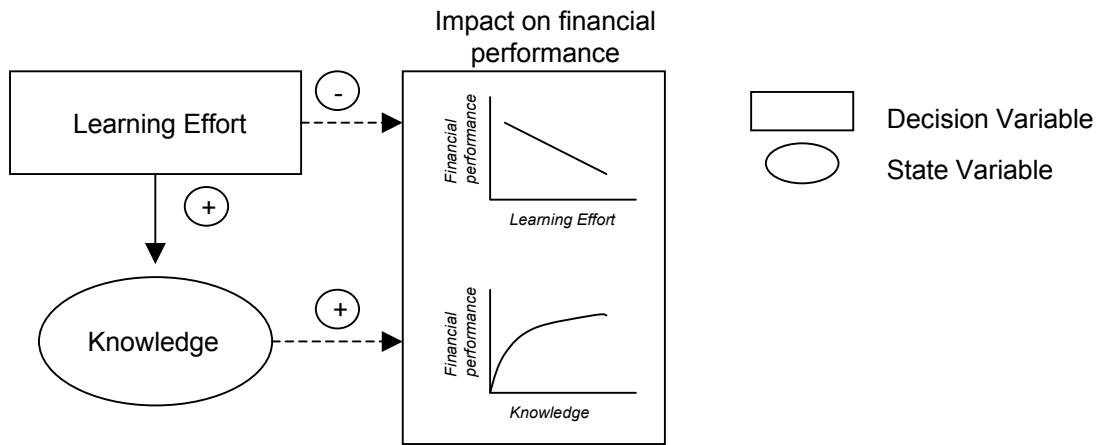 Impact on financial
performance
Learning Effort
-
Financial
performance
Learning Effort
+
Knowledge
+
Financial
performance
Knowledge
Decision Variable
State Variable